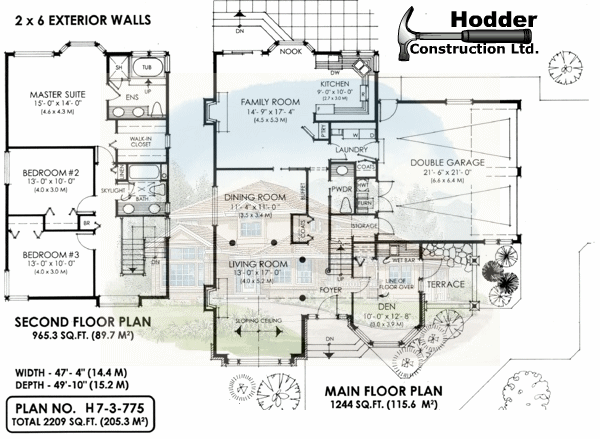 2 x 6 EXTERIOR WALLS
Hodder
Construction Ltd.
DN
NOOK
SH
TUB
UP
ENS
MASTER SUITE
15'- 0" x 14'- 0"
(4.6 x 4.3 M)
WALK-IN
CLOSET
LINEN
BEDROOM #2
13'- 0" x 10'- 0"
(4.0 x 3.0 M)
SKYLIGHT
BATH
BEDROOM #3
13'- 0" x 10'- 0"
(4.0 x 3.0 M)
DN
SECOND FLOOR PLAN
965.3 SQ.FT. (89.7 M²)
DW
KITCHEN
9'- 0" x 10'- 0"
(2.7 x 3.0 M)
FAMILY ROOM
14'- 9" x 17'- 4"
(4.5 x 5.3 M)
PTRY
W
D
LAUNDRY
COATS
DOUBLE GARAGE
21'- 6" x 21'- 0"
(6.6 x 6.4 M)
PWDR
HWT
FURN
STORAGE
DINING ROOM
11'- 4" x 11'- 0"
(3.5 x 3.4 M)
BUFFET
COATS
LIVING ROOM
13'- 0" x 17'- 0"
(4.0 x 5.2 M)
UP
FOYER
WET BAR
LINE OF
FLOOR OVER
DEN
10'-0" x 12'- 8"
(3.0 x 3.9 M)
TERRACE
SLOPING CEILING
DN
WIDTH - 47'- 4" (14.4 M)
DEPTH - 49'-10" (15.2 M)
PLAN NO. H7-3-775
TOTAL 2209 SQ.FT. (205.3 M²)
MAIN FLOOR PLAN
1244 SQ.FT. (115.6 M²)